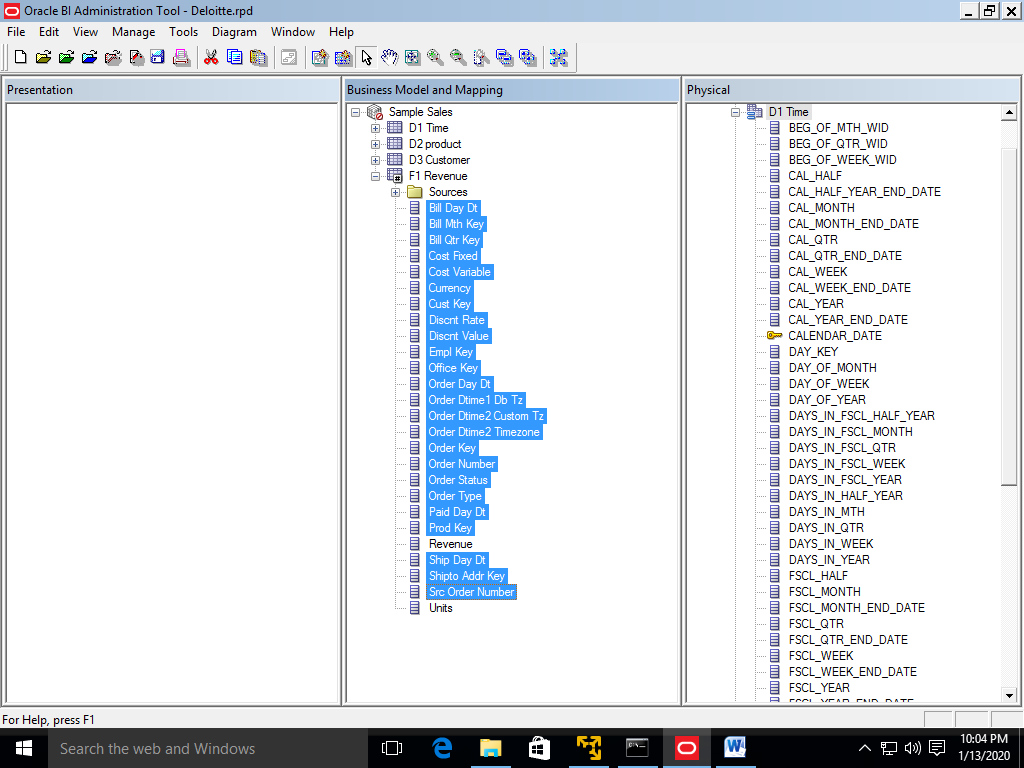 Oracle BI Administration Tool - Deloitte.rpd
File Edit View Manage Tools Diagram Window Help
Presentation
Business Model and Mapping
Sample Sales
D1 Time
D2 product
D3 Customer
F1 Revenue
Sources
Bill Day Dt
Bill Mth Key
Bill Qtr Key
Cost Fixed
Cost Variable
Currency
Cust Key
Discnt Rate
Discnt Value
Empl Key
Office Key
Order Day Dt
Order Dtime1 Db Tz
Order Dtime2 Custom Tz
Order Dtime2 Timezone
Order Key
Order Number
Order Status
Order Type
Paid Day Dt
Prod Key
Revenue
Ship Day Dt
Shipto Addr Key
Src Order Number
Units
Physical
D1 Time
BEG_OF_MTH_WID
BEG_OF_QTR_WID
BEG_OF_WEEK_WID
CAL_HALF
CAL_HALF_YEAR_END_DATE
CAL_MONTH
CAL_MONTH_END_DATE
CAL_QTR
CAL_QTR_END_DATE
CAL_WEEK
CAL_WEEK_END_DATE
CAL_YEAR
CAL_YEAR_END_DATE
CALENDAR_DATE
DAY_KEY
DAY_OF_MONTH
DAY_OF_WEEK
DAY_OF_YEAR
DAYS_IN_FSCL_HALF_YEAR
DAYS_IN_FSCL_MONTH
DAYS_IN_FSCL_QTR
DAYS_IN_FSCL_WEEK
DAYS_IN_FSCL_YEAR
DAYS_IN_HALF_YEAR
DAYS_IN_MTH
DAYS_IN_QTR
DAYS_IN_WEEK
DAYS_IN_YEAR
FSCL_HALF
FSCL_MONTH
FSCL_MONTH_END_DATE
FSCL_QTR
FSCL_QTR_END_DATE
FSCL_WEEK
FSCL_WEEK_END_DATE
FSCL_YEAR
FSCL_YEAR_END_DATE
For Help, press F1
Search the web and Windows
10:04 PM
1/13/2020